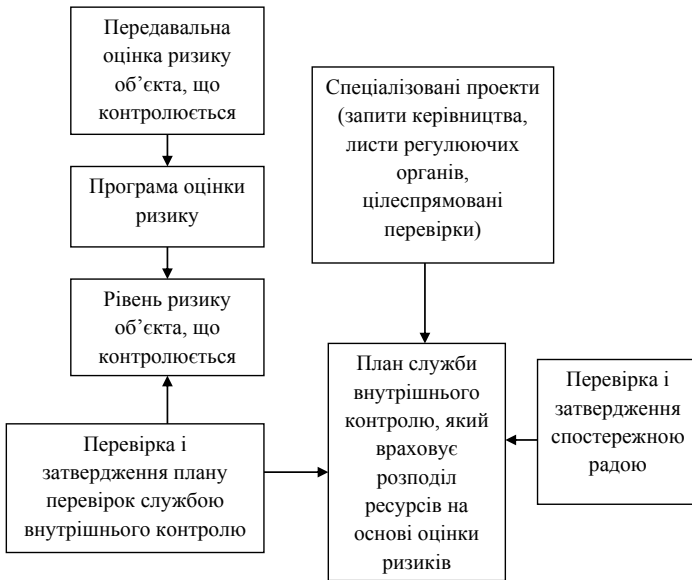 Передавальна
оцінка ризику
об’єкта, що
контролюється
Програма оцінки
ризику
Рівень ризику
об’єкта, що
контролюється
Перевірка і
затвердження плану
перевірок службою
внутрішнього контролю
Спеціалізовані проекти
(запити керівництва,
листи регулюючих
органів,
цілеспрямовані
перевірки)
План служби
внутрішнього
контролю, який
враховує
розподіл
ресурсів на
основі оцінки
ризиків
Перевірка і
затвердження
спостережною
радою